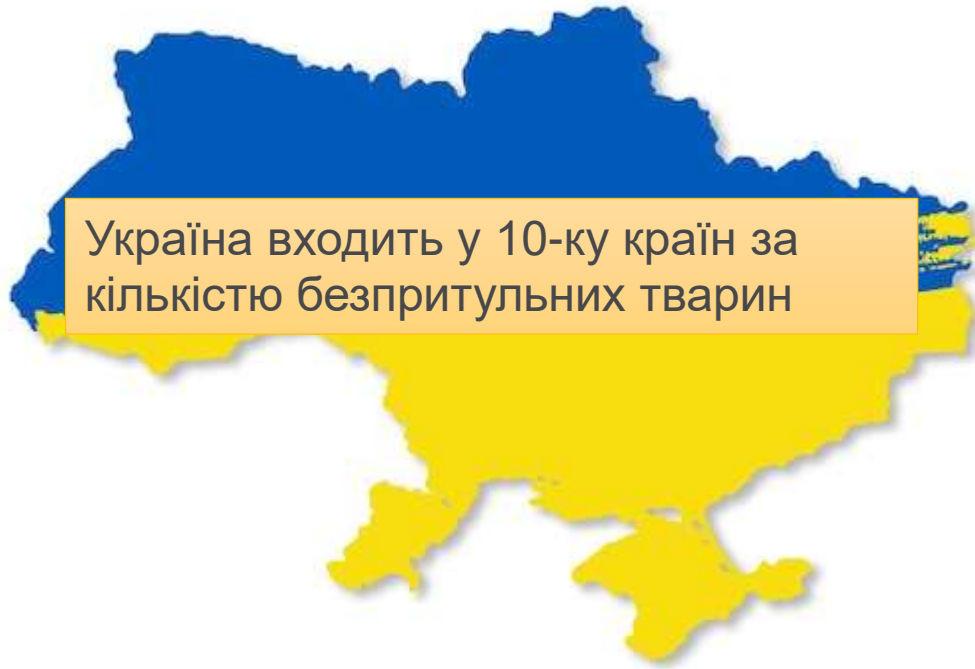 Україна входить у 10-ку країн за
кількістю безпритульних тварин